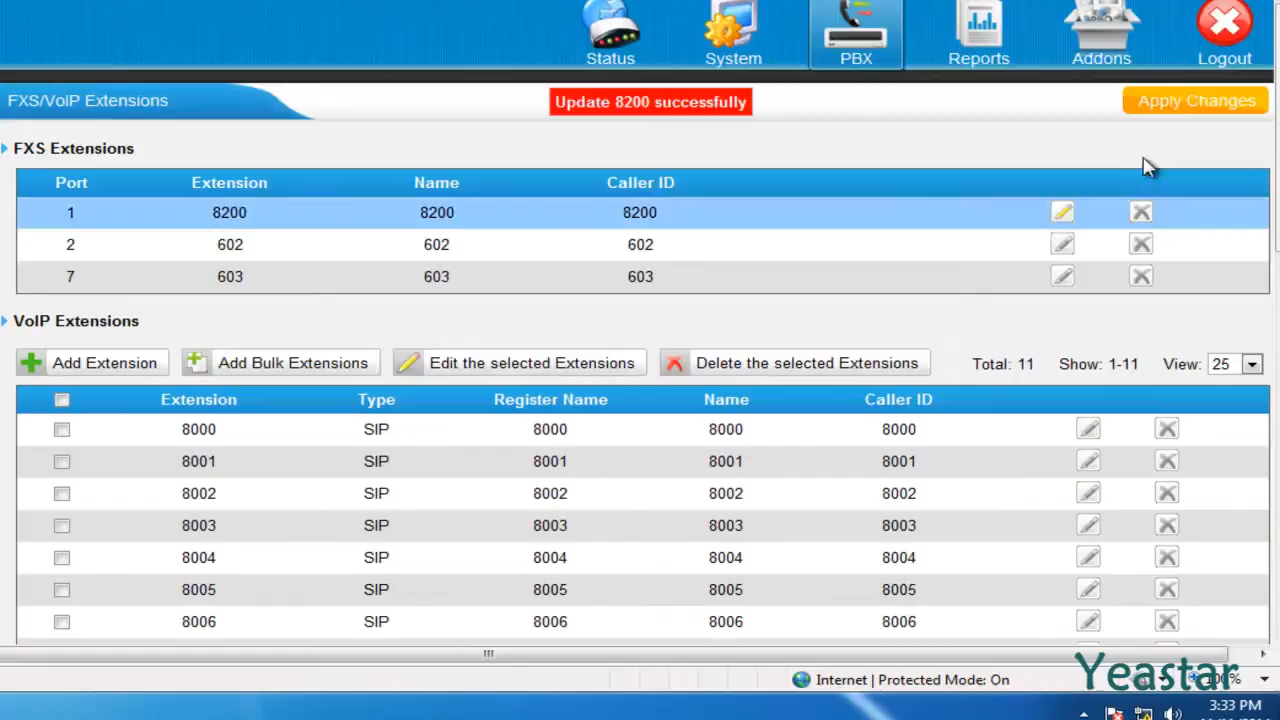 Status System PBX Reports Addons Logout
FXS/VoIP Extensions Update 8200 successfully Apply Changes
FXS Extensions
Port Extension Name Caller ID
1 8200 8200 8200
2 602 602 602
7 603 603 603
VoIP Extensions
Add Extension Add Bulk Extensions Edit the selected Extensions Delete the selected Extensions Total: 11 Show: 1-11 View: 25
Extension Type Register Name Name Caller ID
8000 SIP 8000 8000 8000
8001 SIP 8001 8001 8001
8002 SIP 8002 8002 8002
8003 SIP 8003 8003 8003
8004 SIP 8004 8004 8004
8005 SIP 8005 8005 8005
8006 SIP 8006 8006 8006
Internet | Protected Mode: On Yeastar 100%
3:33 PM